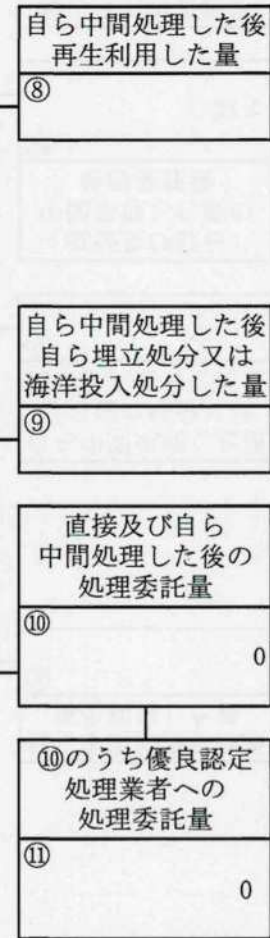 自ら中間処理した後
再生利用した量
⑧
自ら中間処理した後
自ら埋立処分又は
海洋投入処分した量
⑨
直接及び自ら
中間処理した後の
処理委託量
⑩
0
⑩のうち優良認定
処理業者への
処理委託量
⑪
0